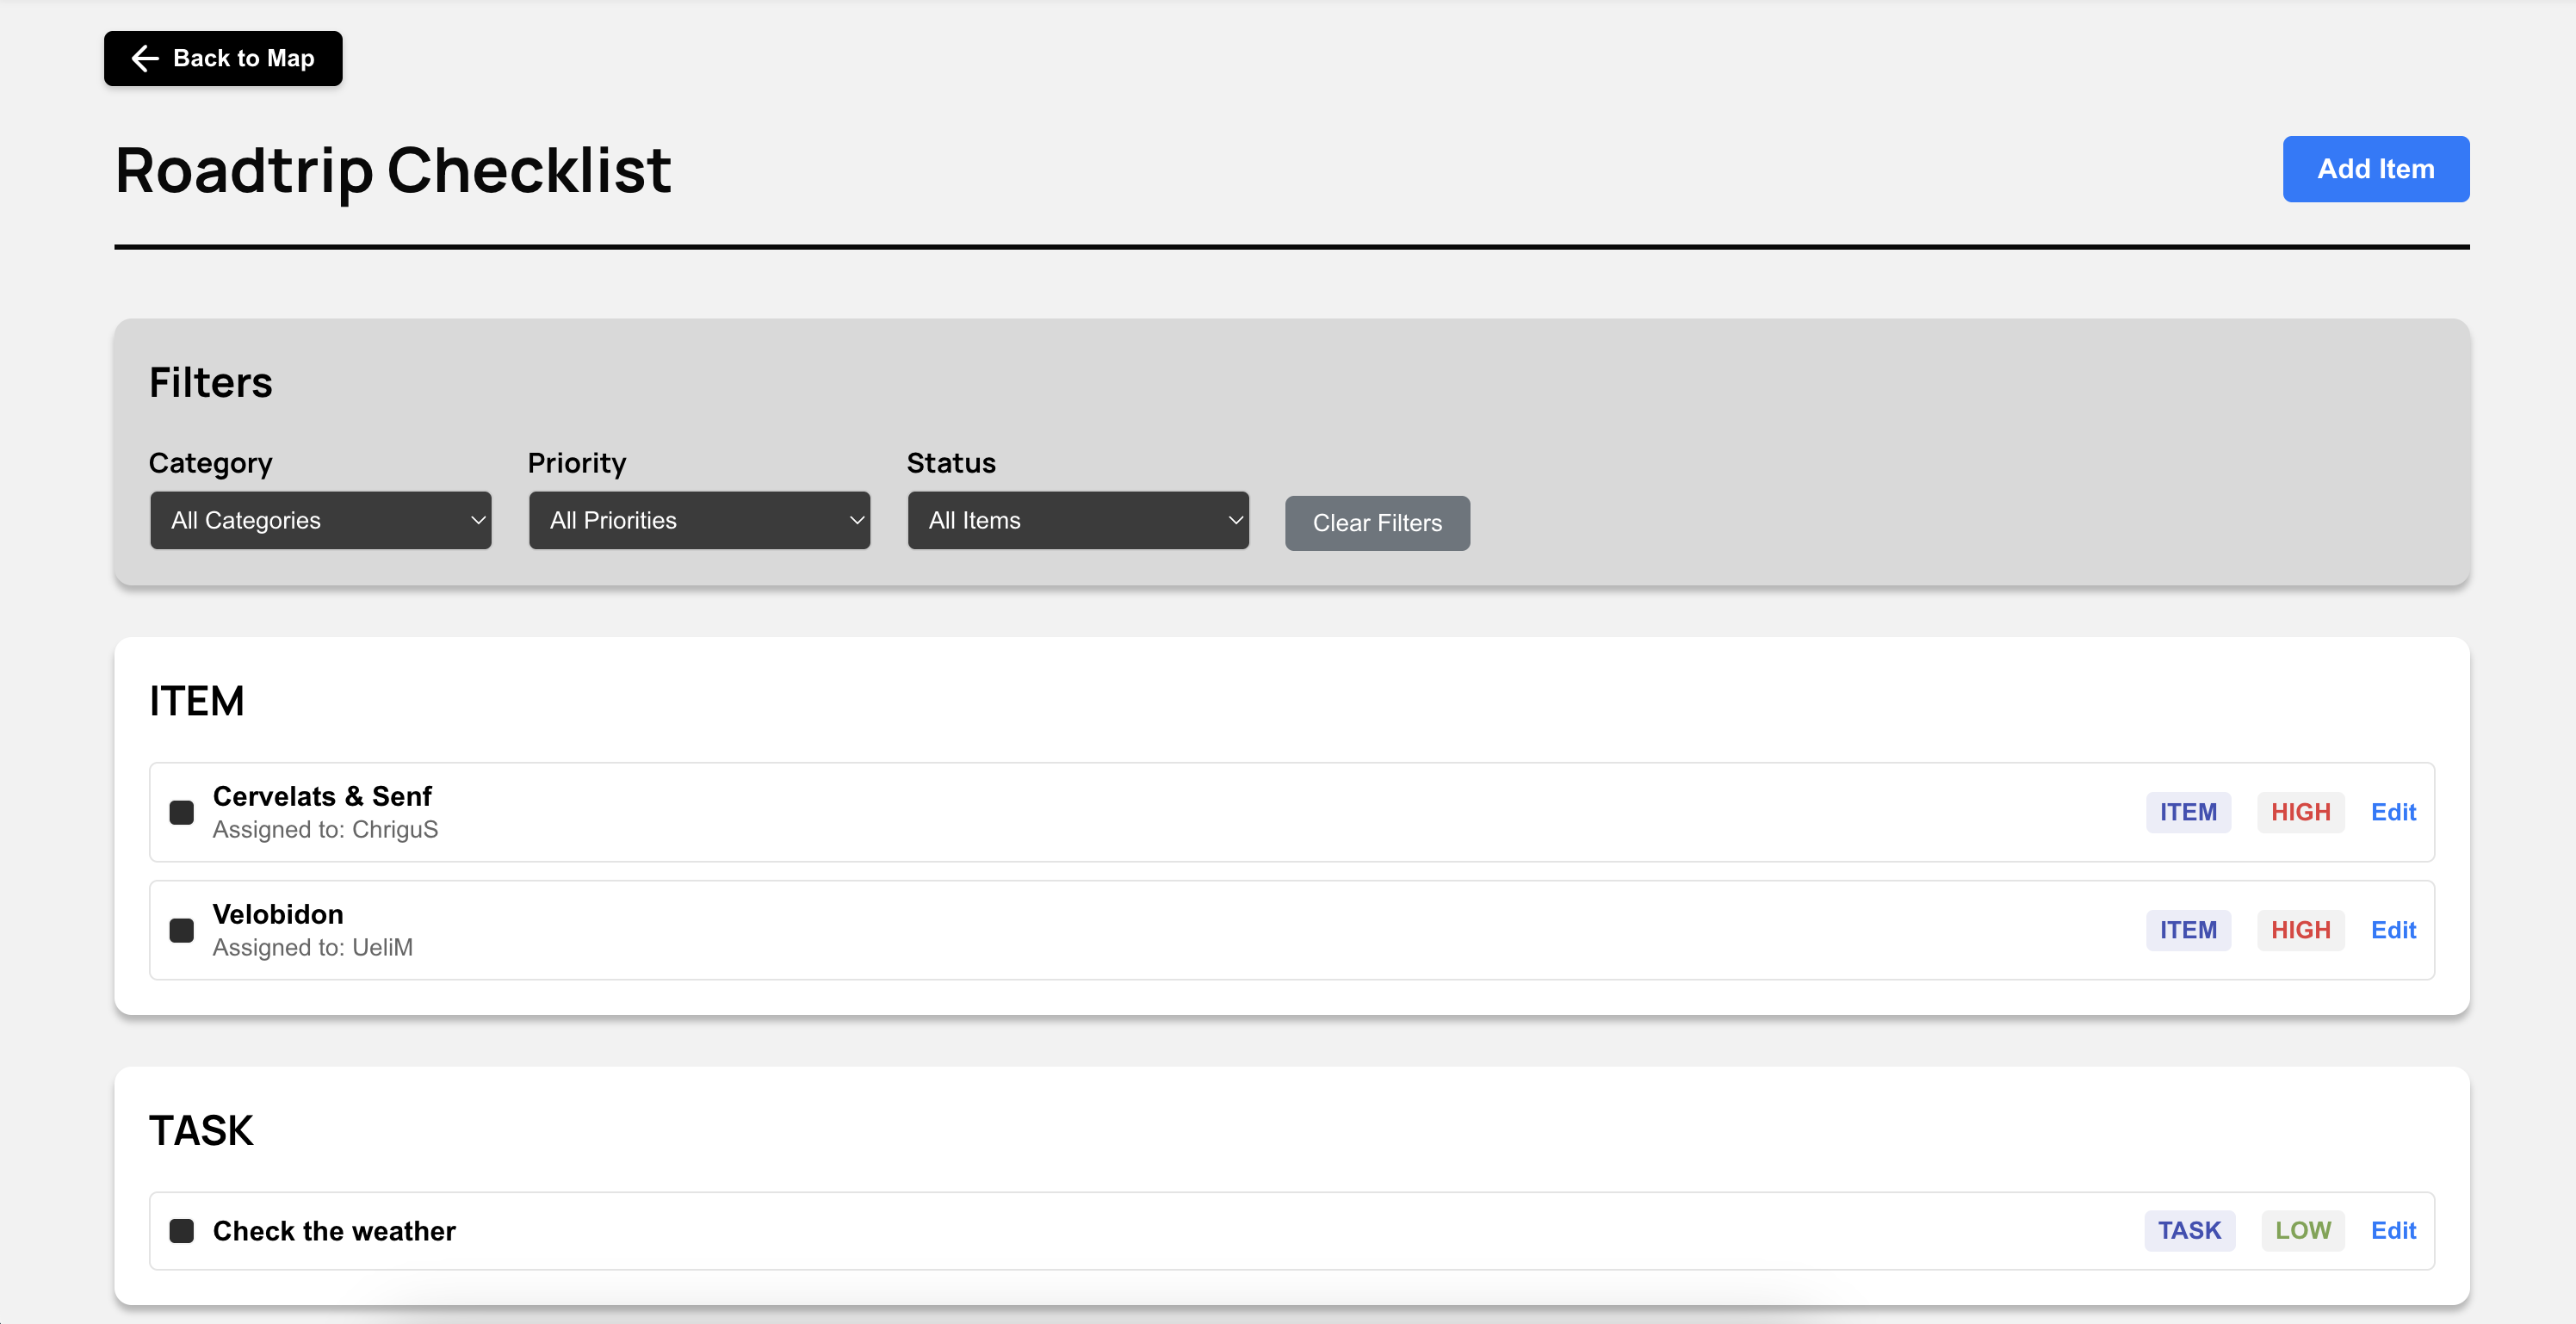 Back to Map
Roadtrip Checklist
Add Item
Filters
Category
Priority
Status
All Categories
All Priorities
All Items
Clear Filters
ITEM
Cervelats & Senf
Assigned to: ChriguS
ITEM
HIGH
Edit
Velobidon
Assigned to: UeliM
ITEM
HIGH
Edit
TASK
Check the weather
TASK
LOW
Edit